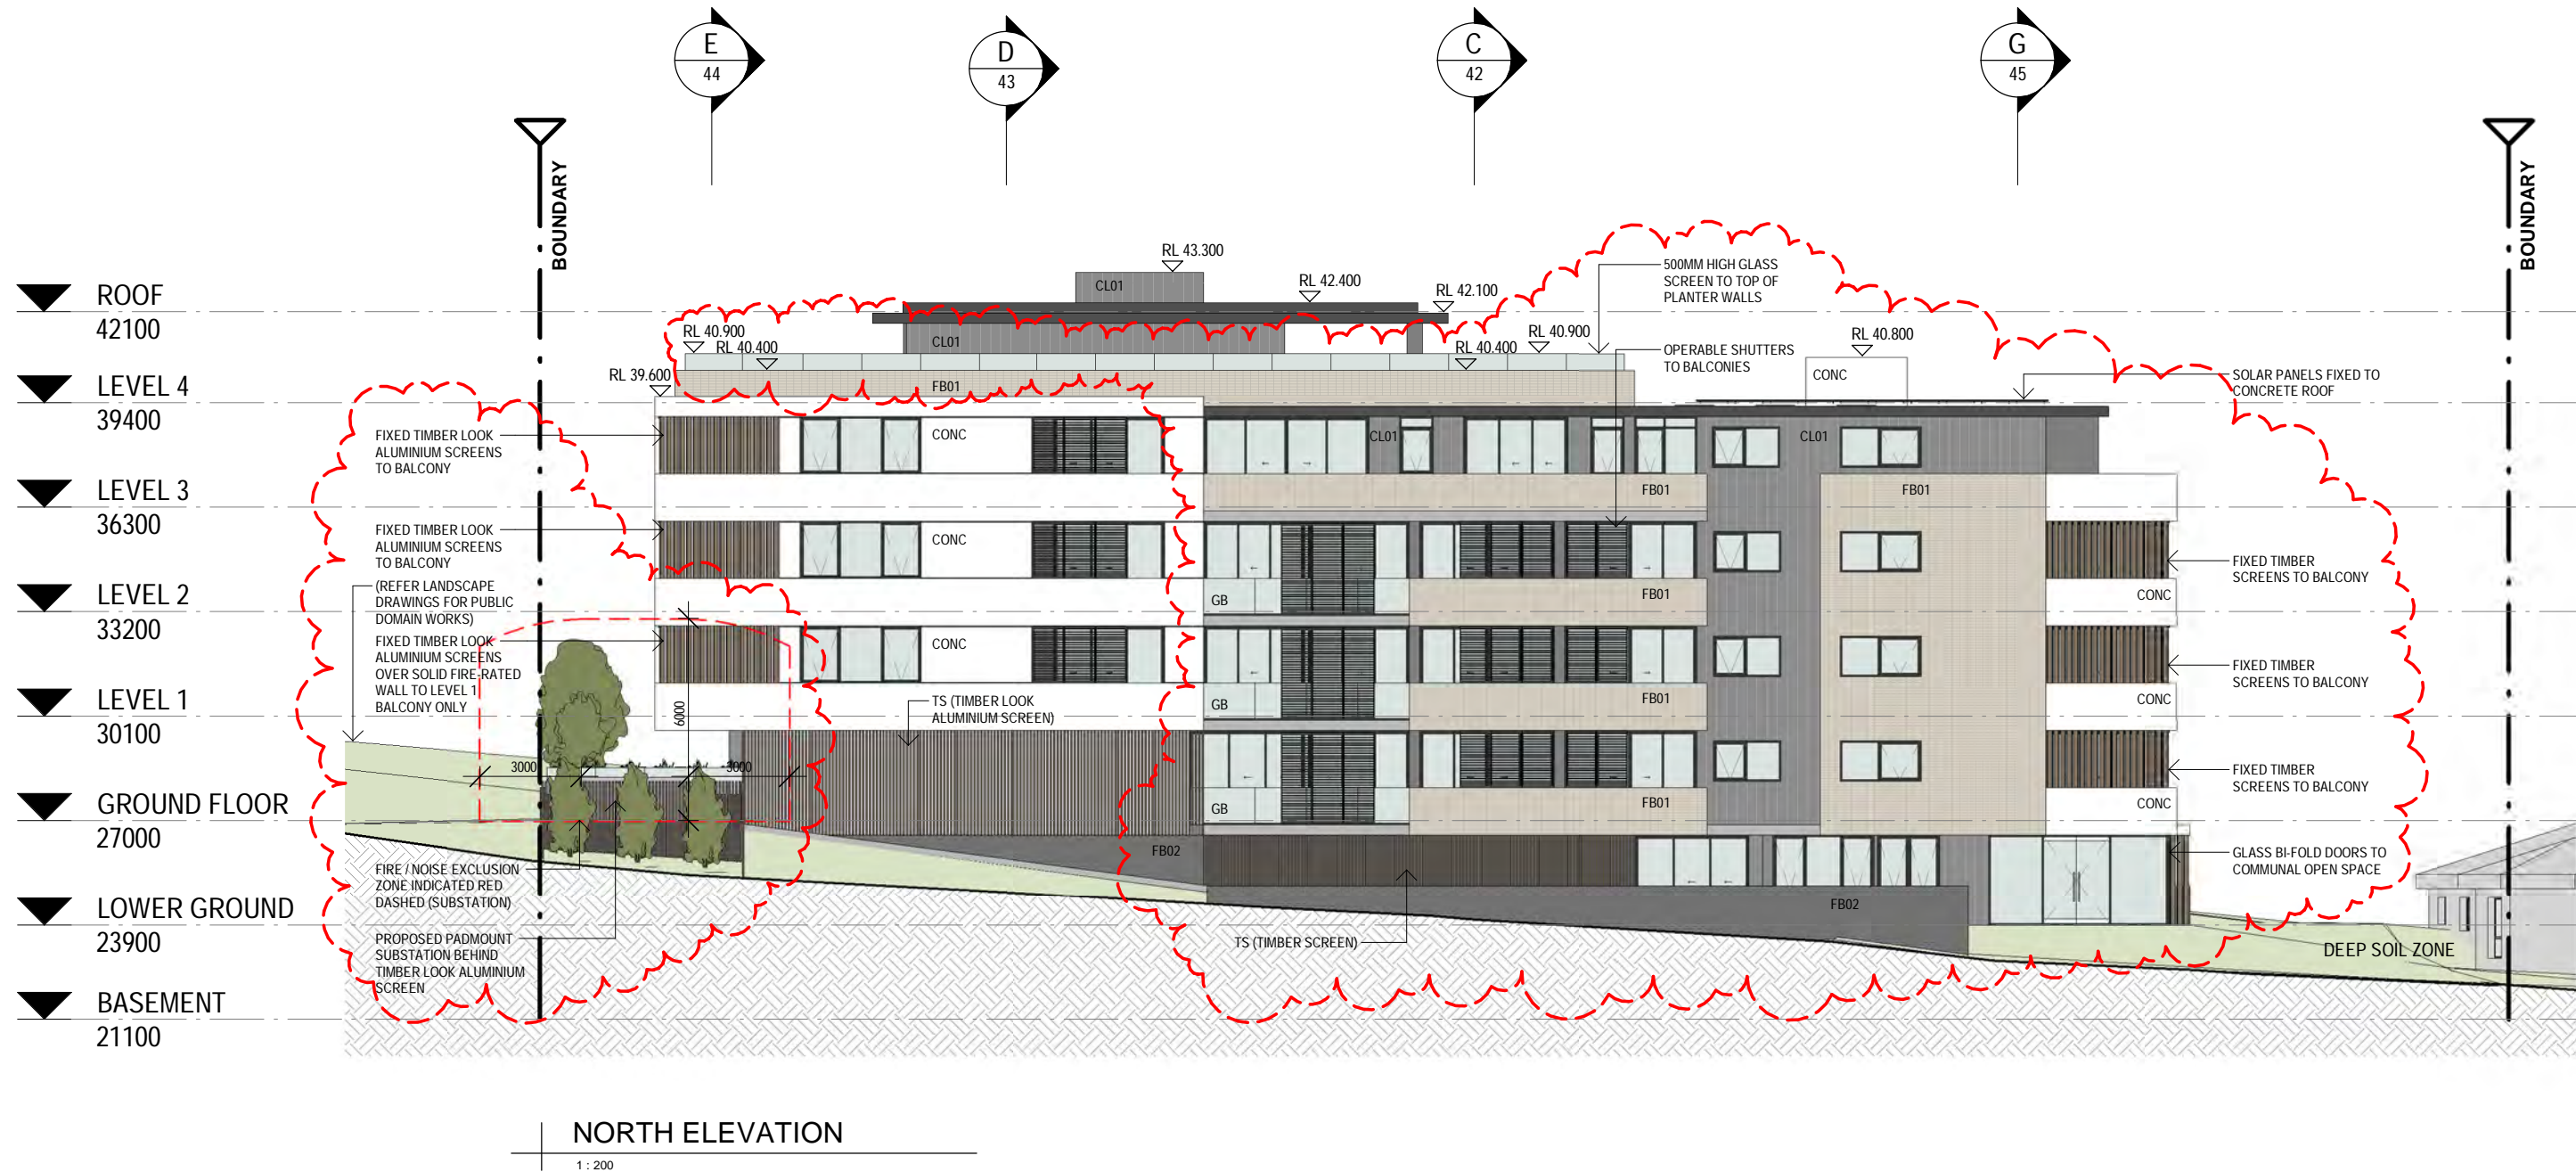 E
44
D
43
C
42
G
45
BOUNDARY
BOUNDARY
RL 43.300
RL 42.400
RL 42.100
CL01
500MM HIGH GLASS
SCREEN TO TOP OF
PLANTER WALLS
ROOF
42100
RL 40.900
RL 40.400
CL01
RL 40.900
RL 40.400
OPERABLE SHUTTERS
TO BALCONIES
RL 40.800
CONC
SOLAR PANELS FIXED TO
CONCRETE ROOF
LEVEL 4
39400
RL 39.600
FB01
FIXED TIMBER LOOK
ALUMINIUM SCREENS
TO BALCONY
CONC
CL01
CL01
LEVEL 3
36300
FB01
FB01
FIXED TIMBER LOOK
ALUMINIUM SCREENS
TO BALCONY
CONC
FIXED TIMBER
SCREENS TO BALCONY
LEVEL 2
33200
(REFER LANDSCAPE
DRAWINGS FOR PUBLIC
DOMAIN WORKS)
GB
FB01
CONC
FIXED TIMBER LOOK
ALUMINIUM SCREENS
OVER SOLID FIRE-RATED
WALL TO LEVEL 1
BALCONY ONLY
CONC
FIXED TIMBER
SCREENS TO BALCONY
LEVEL 1
30100
6000
TS (TIMBER LOOK
ALUMINIUM SCREEN)
GB
FB01
CONC
3000
3000
FIXED TIMBER
SCREENS TO BALCONY
GROUND FLOOR
27000
GB
FB01
CONC
FB02
FIRE / NOISE EXCLUSION
ZONE INDICATED RED
DASHED (SUBSTATION)
GLASS BI-FOLD DOORS TO
COMMUNAL OPEN SPACE
LOWER GROUND
23900
FB02
PROPOSED PADMOUNT
SUBSTATION BEHIND
TIMBER LOOK ALUMINIUM
SCREEN
TS (TIMBER SCREEN)
DEEP SOIL ZONE
BASEMENT
21100
NORTH ELEVATION
1 : 200